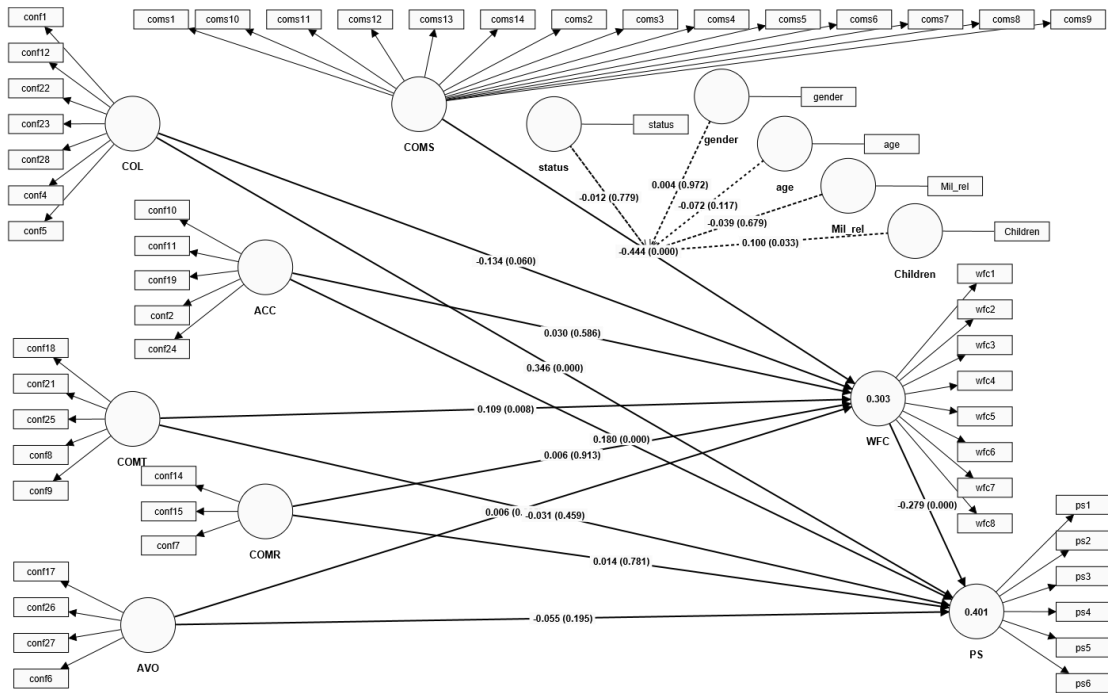 conf1
conf12
conf22
conf23
conf28
conf4
conf5
COL
coms1
coms10
coms11
coms12
coms13
coms14
coms2
coms3
coms4
coms5
coms6
coms7
coms8
coms9
COMS
status
status
gender
gender
age
age
Mil_rel
Mil_rel
Children
Children
-0.012 (0.779)
0.004 (0.972)
-0.072 (0.117)
-0.039 (0.679)
0.100 (0.033)
-0.444 (0.000)
-0.134 (0.060)
conf10
conf11
conf19
conf2
conf24
ACC
0.030 (0.586)
0.346 (0.000)
conf18
conf21
conf25
conf8
conf9
COMT
0.109 (0.008)
0.180 (0.000)
0.006 (0.913)
conf14
conf15
conf7
COMR
0.006 (0.
-0.031 (0.459)
0.014 (0.781)
conf17
conf26
conf27
conf6
AVO
-0.055 (0.195)
0.303
WFC
wfc1
wfc2
wfc3
wfc4
wfc5
wfc6
wfc7
wfc8
-0.279 (0.000)
0.401
PS
ps1
ps2
ps3
ps4
ps5
ps6